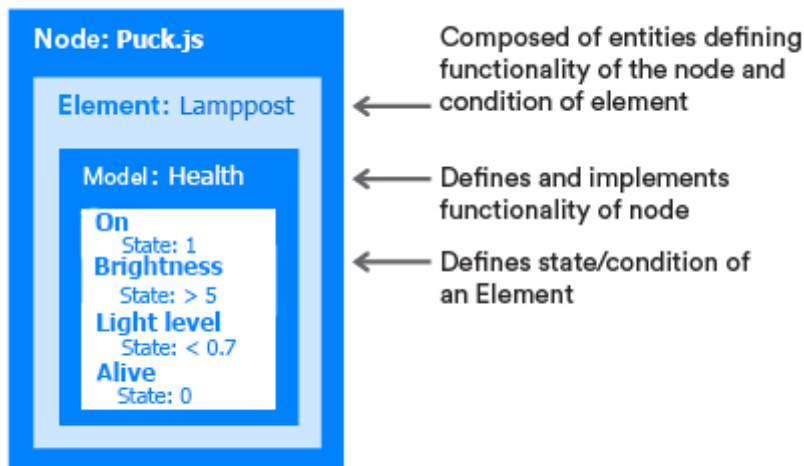 Node: Puck.js
Element: Lamppost
Model: Health
On
State: 1
Brightness
State: > 5
Light level
State: < 0.7
Alive
State: 0
Composed of entities defining
functionality of the node and
condition of element
Defines and implements
functionality of node
Defines state/condition of
an Element